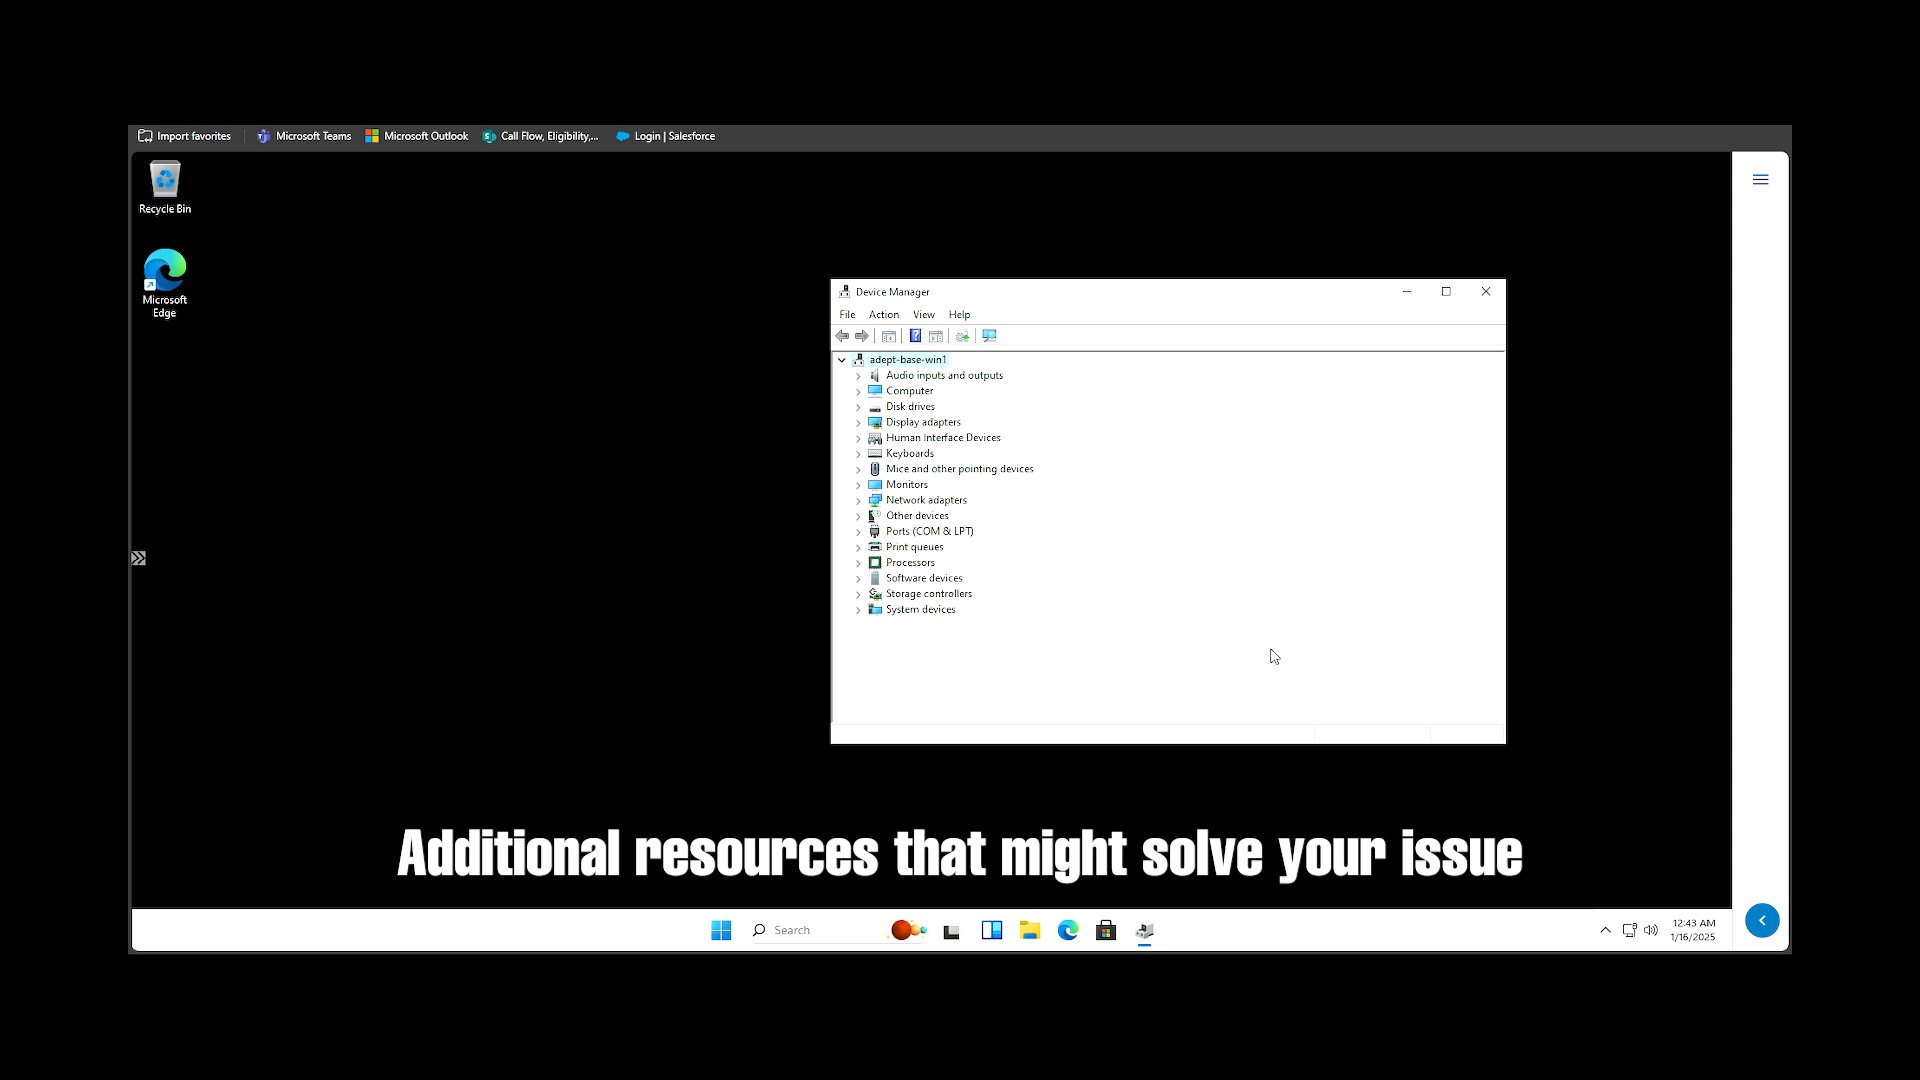 Import favorites
Microsoft Teams
Microsoft Outlook
Call Flow, Eligibility,...
Login | Salesforce
Recycle Bin
Microsoft
Edge
Device Manager
File Action View Help
adept-base-win1
Audio inputs and outputs
Computer
Disk drives
Display adapters
Human Interface Devices
Keyboards
Mice and other pointing devices
Monitors
Network adapters
Other devices
Ports (COM & LPT)
Print queues
Processors
Software devices
Storage controllers
System devices
Additional resources that might solve your issue
Search
12:43 AM
1/16/2025